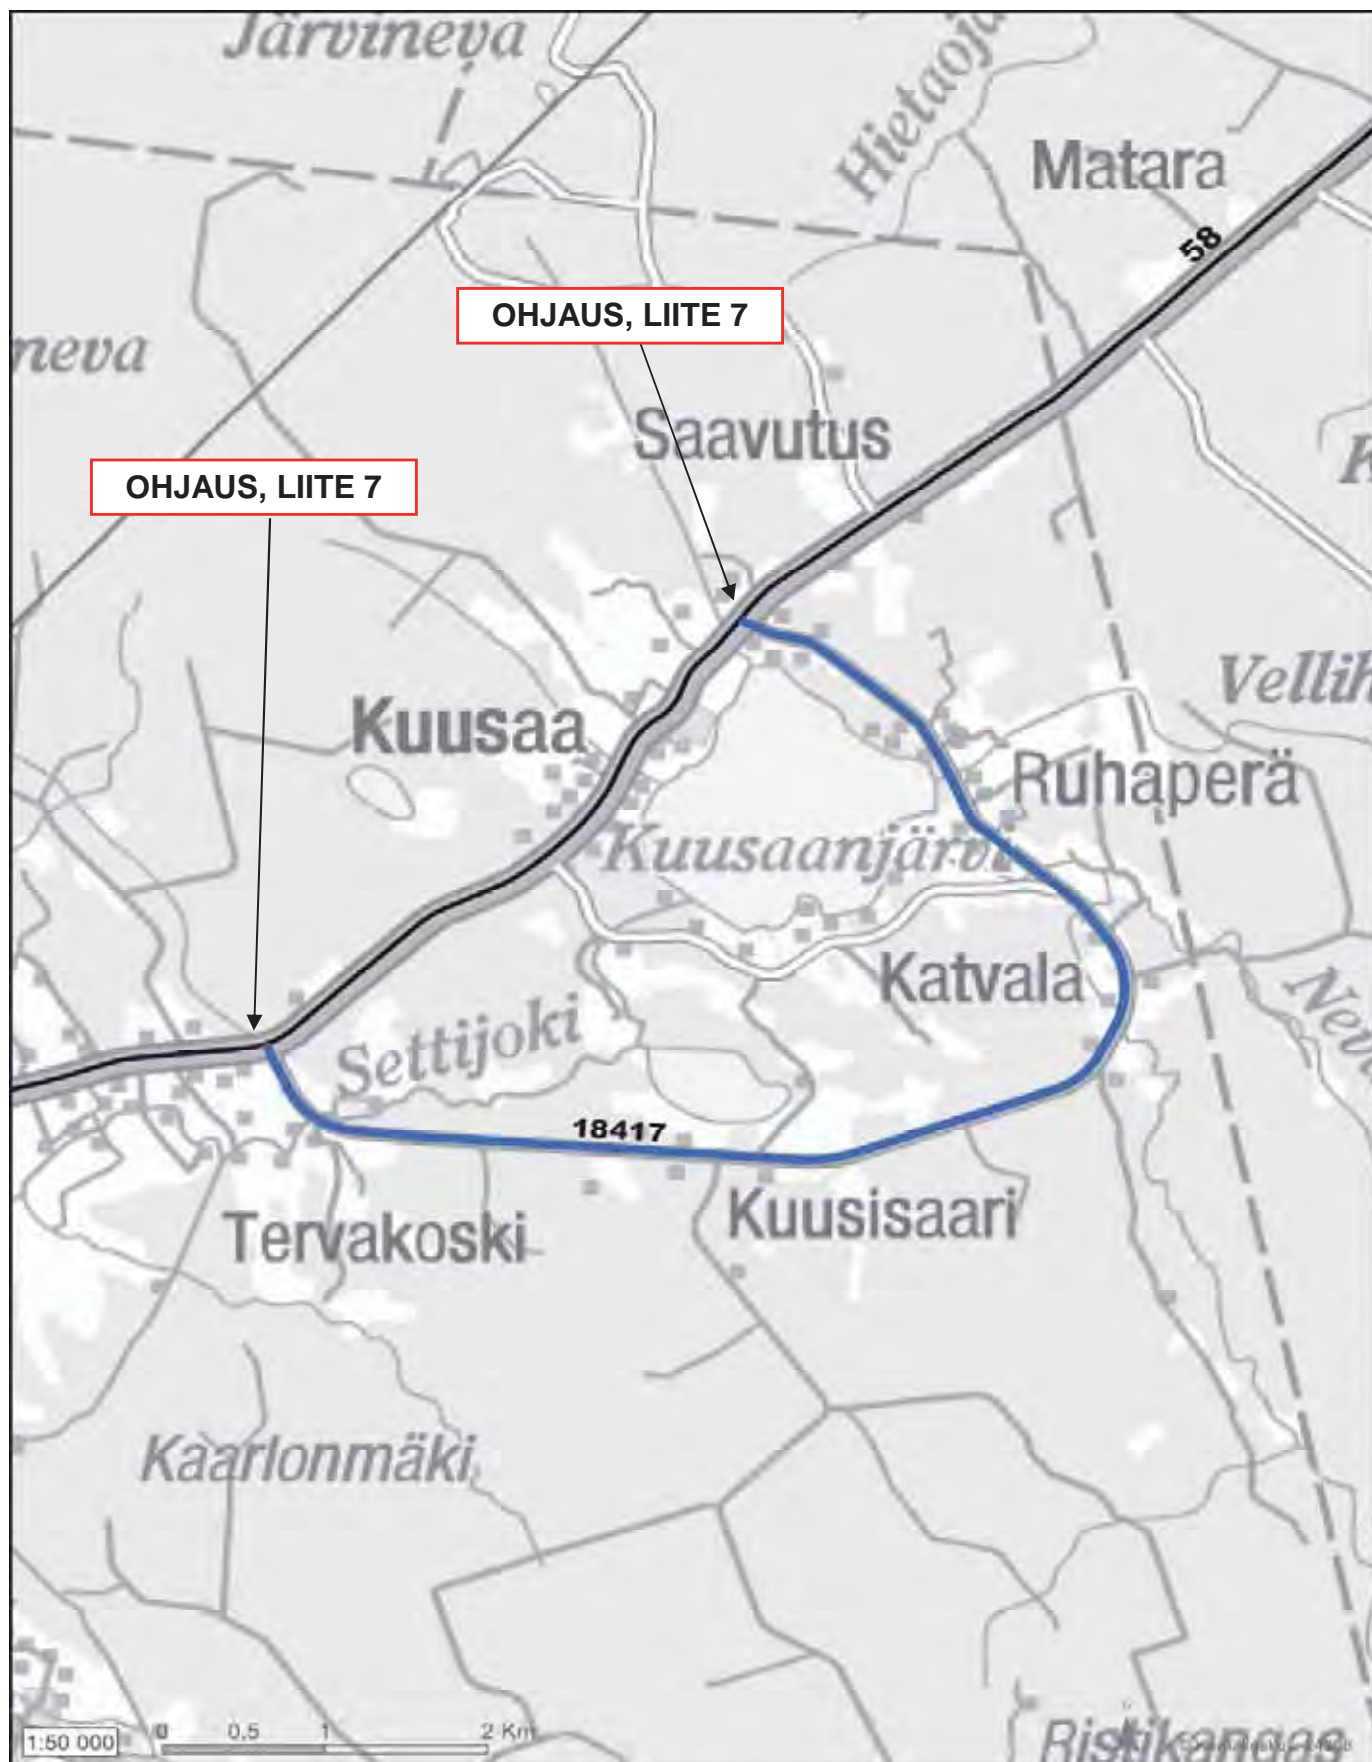 Järvineva
Hietaoja
Matara
58
OHJAUS, LIITE 7
neva
Saavutus
OHJAUS, LIITE 7
Kuusaa
Ruhaperä
Kuusaanjärvi
Katvala
Settijoki
18417
Kuusisaari
Tervakoski
Kaarlonmäki
1:50 000
0 0,5 1 2 Km
Ristikangas